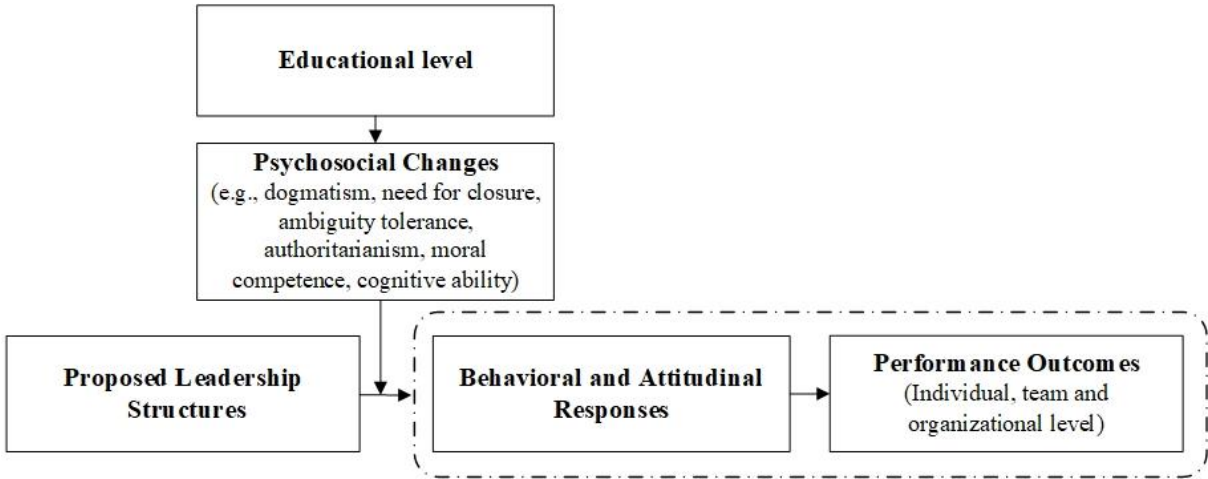 Educational level
Psychosocial Changes
(e.g., dogmatism, need for closure,
ambiguity tolerance,
authoritarianism, moral
competence, cognitive ability)
Proposed Leadership
Structures
Behavioral and Attitudinal
Responses
Performance Outcomes
(Individual, team and
organizational level)